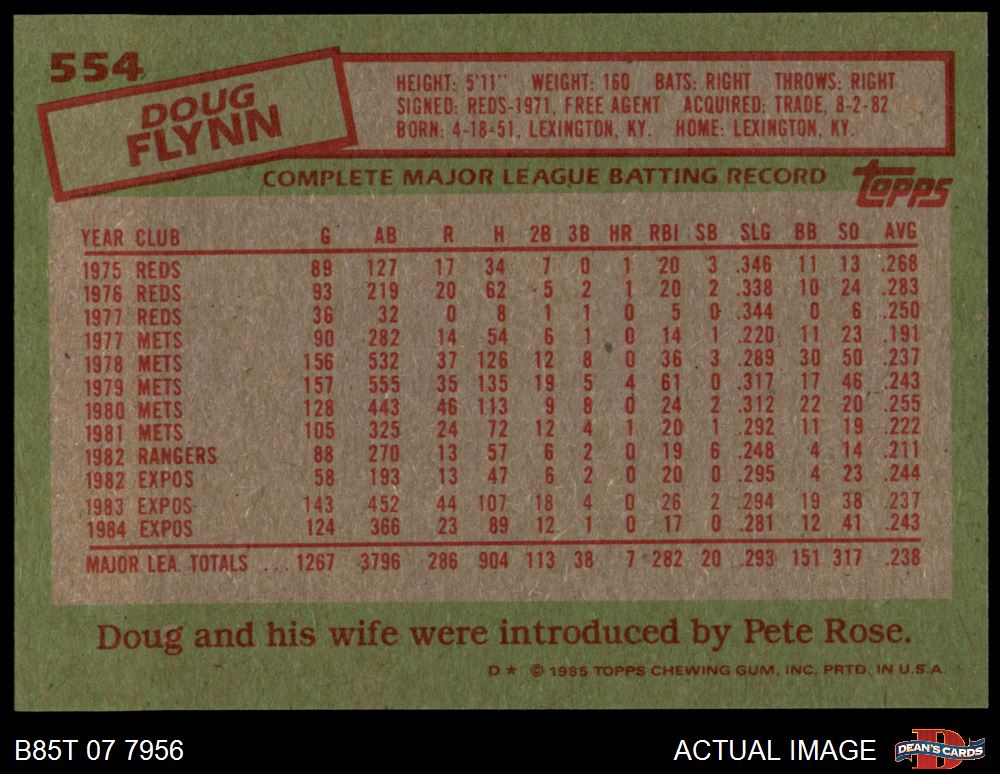 554
DOUG
FLYNN
HEIGHT: 5'11" WEIGHT: 160 BATS: RIGHT THROWS: RIGHT
SIGNED: REDS-1971, FREE AGENT ACQUIRED: TRADE, 8-2-82
BORN: 4-18-51, LEXINGTON, KY. HOME: LEXINGTON, KY.
COMPLETE MAJOR LEAGUE BATTING RECORD
Topps
YEAR CLUB G AB R H 2B 3B HR RBI SB SLG BB SO AVG
1975 REDS 89 127 17 34 7 0 1 20 3 .346 11 13 .268
1976 REDS 93 219 20 62 5 2 1 20 2 .338 10 24 .283
1977 REDS 36 32 0 8 1 1 0 5 0 .344 0 6 .250
1977 METS 90 282 14 54 6 1 0 14 1 .220 11 23 .191
1978 METS 156 532 37 126 12 8 0 36 3 .289 30 50 .237
1979 METS 157 555 35 135 19 5 4 61 0 .317 17 46 .243
1980 METS 128 443 46 113 9 8 0 24 2 .312 22 20 .255
1981 METS 105 325 24 72 12 4 1 20 1 .292 11 19 .222
1982 RANGERS 88 270 13 57 6 2 0 19 6 .248 4 14 .211
1982 EXPOS 58 193 13 47 6 2 0 20 0 .295 4 23 .244
1983 EXPOS 143 452 44 107 18 4 0 26 2 .294 19 38 .237
1984 EXPOS 124 366 23 89 12 1 0 17 0 .281 12 41 .243
MAJOR LEA. TOTALS ... 1267 3796 286 904 113 38 7 282 20 .293 151 317 .238
Doug and his wife were introduced by Pete Rose.
D ★ © 1985 TOPPS CHEWING GUM, INC. PRTD. IN U.S.A.
B85T 07 7956
ACTUAL IMAGE
D
DEAN'S CARDS